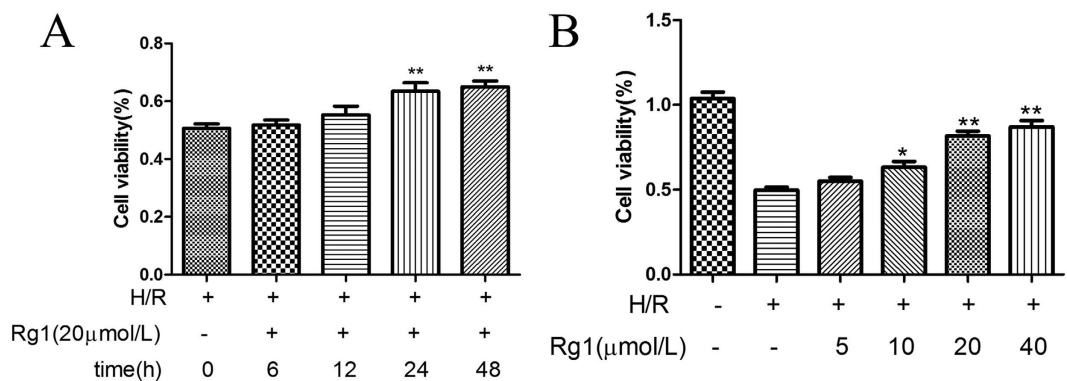 A
Cell viability(%)
0.8
0.6
0.4
0.2
0.0
** **
H/R + + + + +
Rg1(20μmol/L) - + + + +
time(h) 0 6 12 24 48
B
Cell viability(%)
1.5
1.0
0.5
0.0
* ** **
H/R - + + + + +
Rg1(μmol/L) - - 5 10 20 40